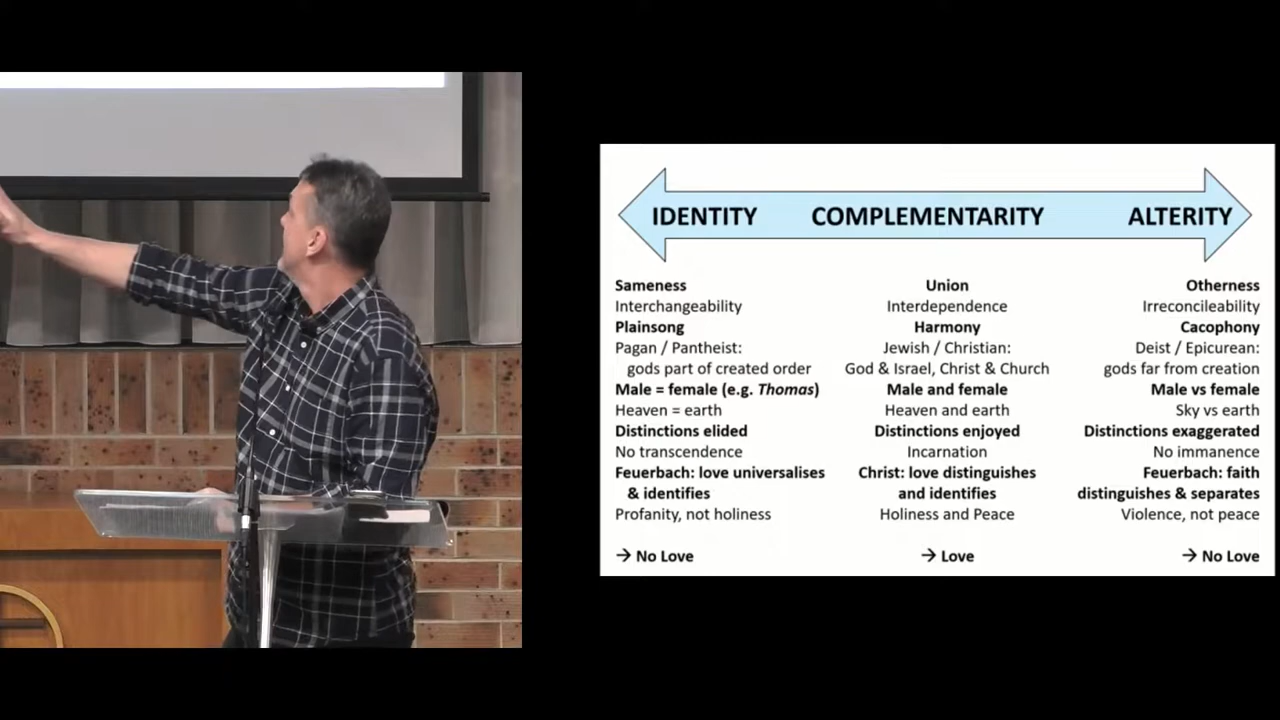 IDENTITY COMPLEMENTARITY ALTERITY
Sameness
Interchangeability
Plainsong
Pagan / Pantheist:
gods part of created order
Male = female (e.g. Thomas)
Heaven = earth
Distinctions elided
No transcendence
Feuerbach: love universalises
& identifies
Profanity, not holiness
→ No Love
Union
Interdependence
Harmony
Jewish / Christian:
God & Israel, Christ & Church
Male and female
Heaven and earth
Distinctions enjoyed
Incarnation
Christ: love distinguishes
and identifies
Holiness and Peace
→ Love
Otherness
Irreconcileability
Cacophony
Deist / Epicurean:
gods far from creation
Male vs female
Sky vs earth
Distinctions exaggerated
No immanence
Feuerbach: faith
distinguishes & separates
Violence, not peace
→ No Love